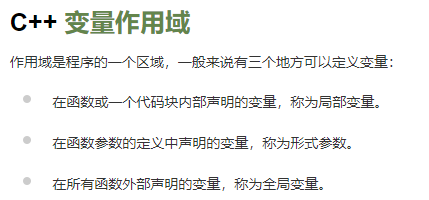 C++ 变量作用域
作用域是程序的一个区域，一般来说有三个地方可以定义变量：
在函数或一个代码块内部声明的变量，称为局部变量。
在函数参数的定义中声明的变量，称为形式参数。
在所有函数外部声明的变量，称为全局变量。